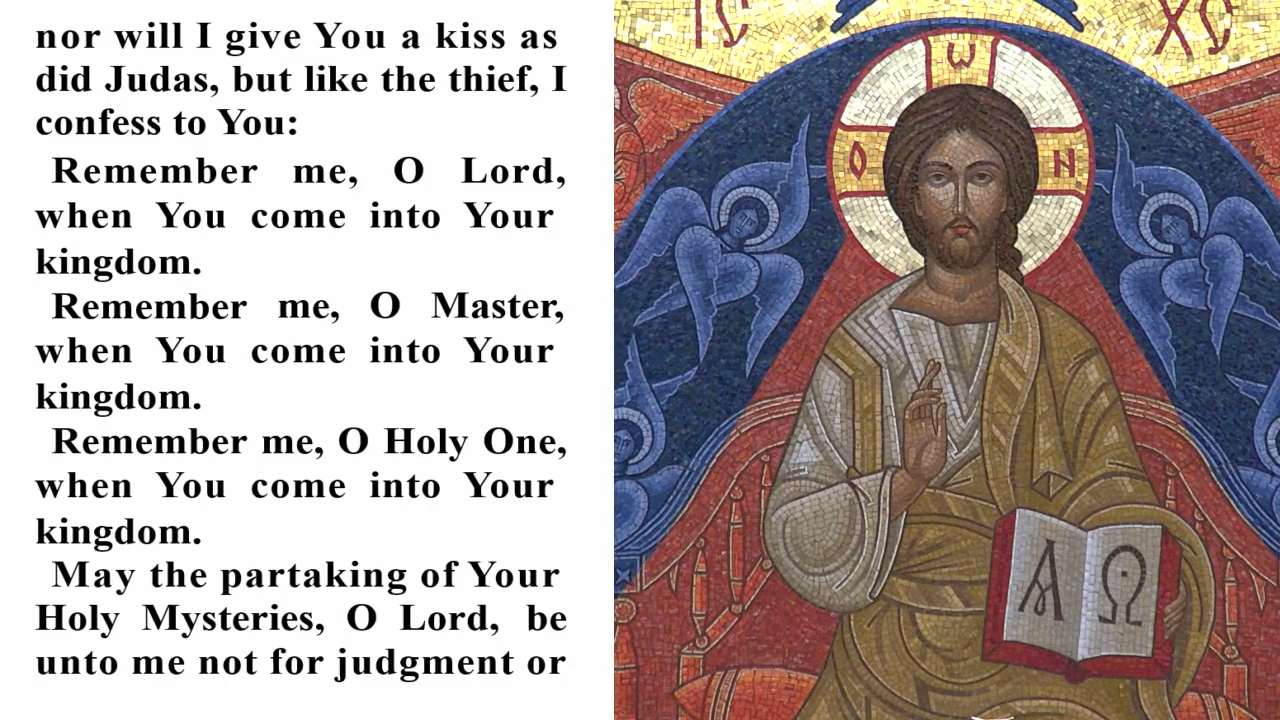 nor will I give You a kiss as
did Judas, but like the thief, I
confess to You:
Remember me, O Lord,
when You come into Your
kingdom.
Remember me, O Master,
when You come into Your
kingdom.
Remember me, O Holy One,
when You come into Your
kingdom.
May the partaking of Your
Holy Mysteries, O Lord, be
unto me not for judgment or
IC XC
ω
Ο Ν
Α Ω